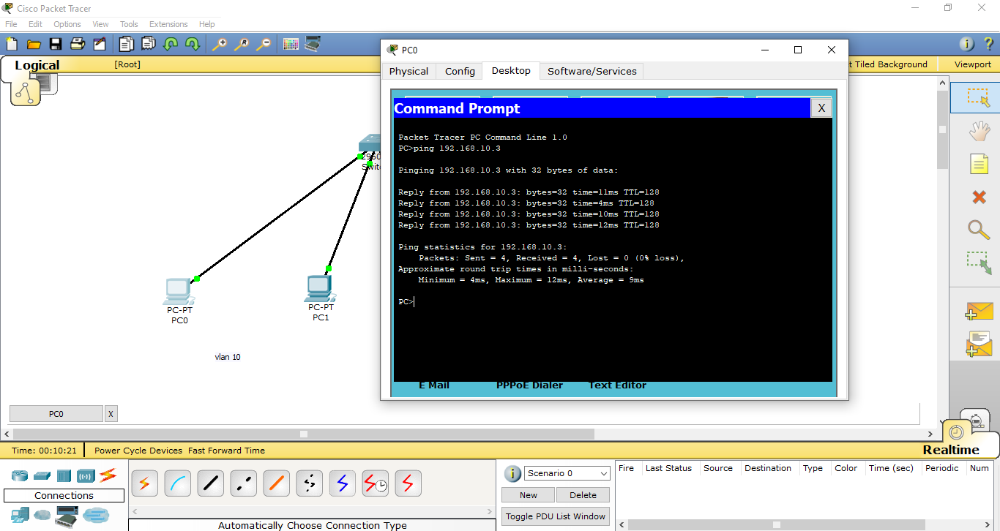 Cisco Packet Tracer
File Edit Options View Tools Extensions Help
Logical
[Root]
t Tiled Background
Viewport
PC0
Physical Config Desktop Software/Services
Command Prompt
X
Packet Tracer PC Command Line 1.0
PC>ping 192.168.10.3
Pinging 192.168.10.3 with 32 bytes of data:
Reply from 192.168.10.3: bytes=32 time=11ms TTL=128
Reply from 192.168.10.3: bytes=32 time=4ms TTL=128
Reply from 192.168.10.3: bytes=32 time=10ms TTL=128
Reply from 192.168.10.3: bytes=32 time=12ms TTL=128
Ping statistics for 192.168.10.3:
Packets: Sent = 4, Received = 4, Lost = 0 (0% loss),
Approximate round trip times in milli-seconds:
Minimum = 4ms, Maximum = 12ms, Average = 9ms
PC>
E Mail PPPoE Dialer Text Editor
2960
Switc
PC-PT
PC0
PC-PT
PC1
vlan 10
PC0
X
Time: 00:10:21 Power Cycle Devices Fast Forward Time
Realtime
Connections
Automatically Choose Connection Type
Scenario 0
New Delete
Toggle PDU List Window
Fire Last Status Source Destination Type Color Time (sec) Periodic Num